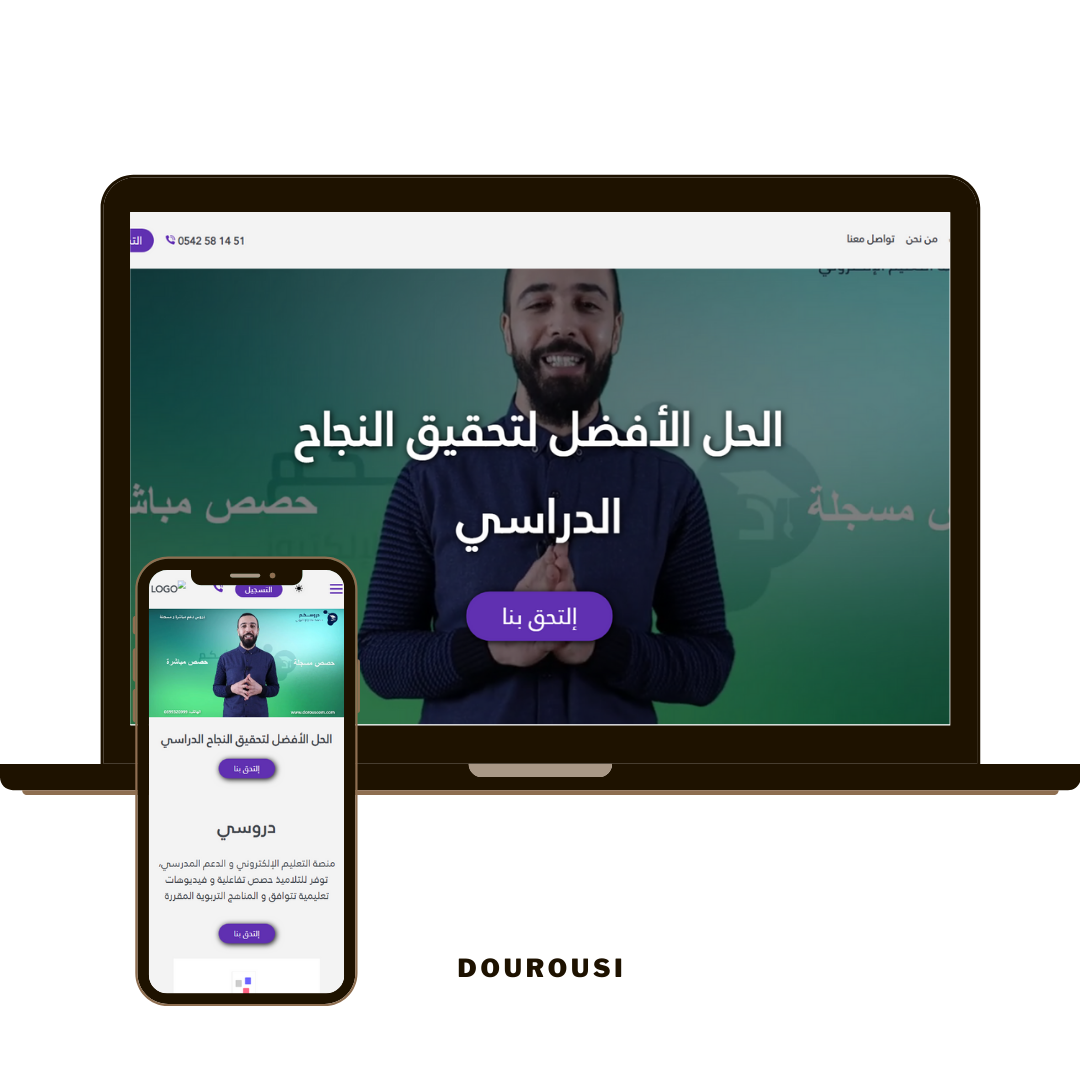 من نحن تواصل معنا
0542 58 14 51
الحل الأفضل لتحقيق النجاح
الدراسي
مسجلة
حصص
إلتحق بنا
LOGO
التسجيل
حصص مسجلة
حصص مباشرة
الحل الأفضل لتحقيق النجاح الدراسي
إلتحق بنا
دروسي
منصة التعليم الإلكتروني و الدعم المدرسي،
توفر للتلاميذ حصص تفاعلية و فيديوهات
تعليمية تتوافق و المناهج التربوية المقررة
إلتحق بنا
DOUROUSI